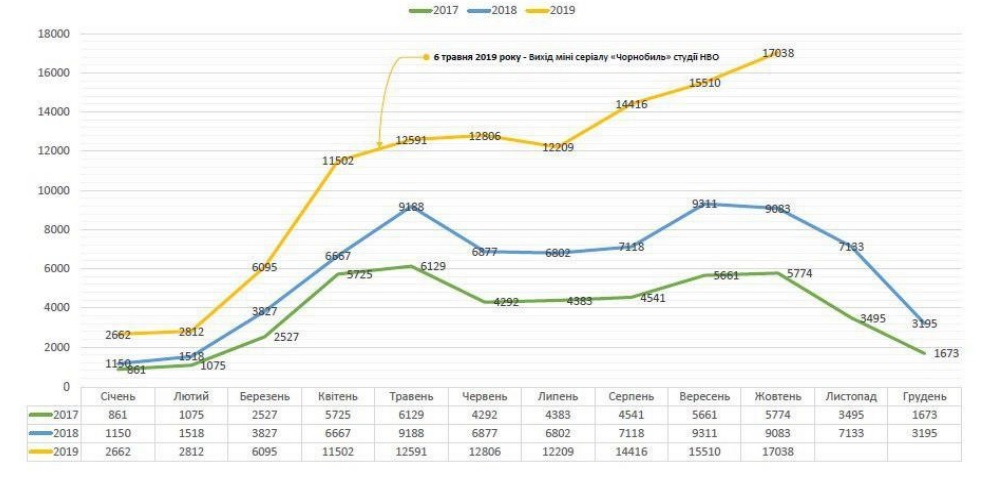 2017 2018 2019
18000
16000
14000
12000
10000
8000
6000
4000
2000
0
6 травня 2019 року - Вихід міні серіалу «Чорнобиль» студії НВО
2662 2812 6095 11502 12591 12806 12209 14416 15510 17038
1150 1518 3827 6667 9188 6877 6802 7118 9311 9083 7133 3195
861 1075 2527 5725 6129 4292 4383 4541 5661 5774 3495 1673
Січень Лютий Березень Квітень Травень Червень Липень Серпень Вересень Жовтень Листопад Грудень
2017 861 1075 2527 5725 6129 4292 4383 4541 5661 5774 3495 1673
2018 1150 1518 3827 6667 9188 6877 6802 7118 9311 9083 7133 3195
2019 2662 2812 6095 11502 12591 12806 12209 14416 15510 17038